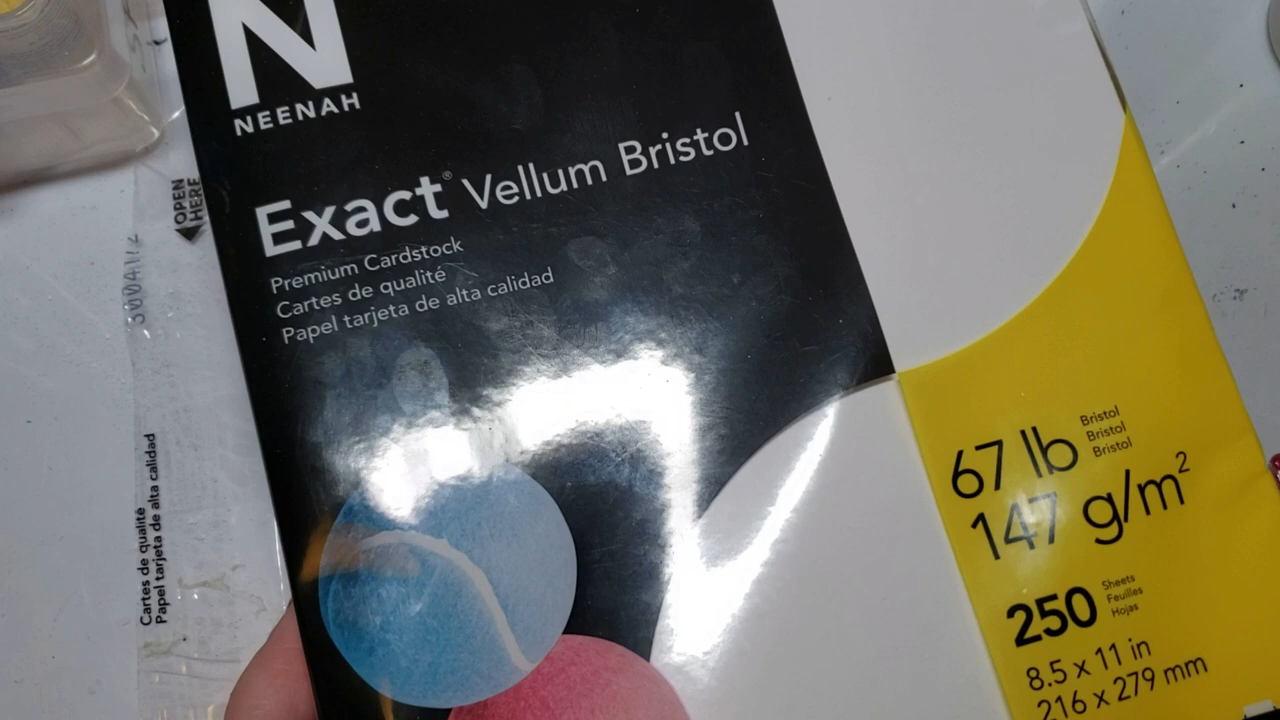 N
NEENAH
Exact® Vellum Bristol
Premium Cardstock
Cartes de qualité
Papel tarjeta de alta calidad
OPEN
HERE
Cartes de qualité
Papel tarjeta de alta calidad
67 lb
Bristol
Bristol
Bristol
147 g/m²
250
Sheets
Feuilles
Hojas
8.5 x 11 in
216 x 279 mm